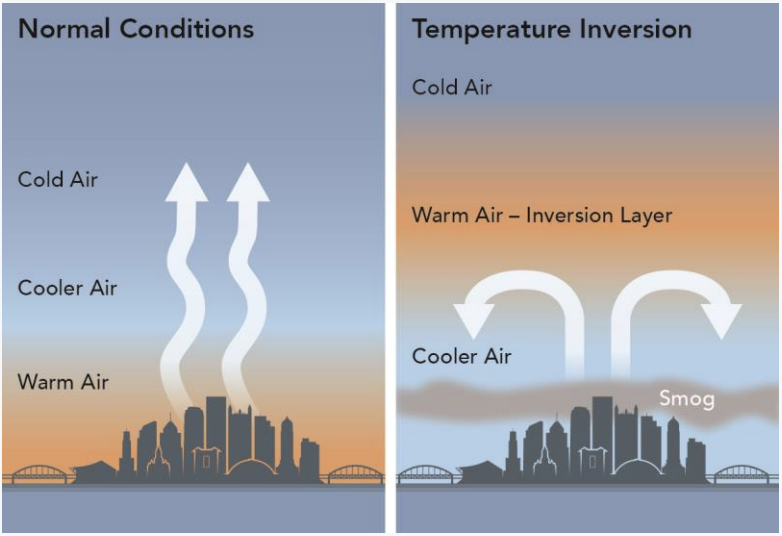 Normal Conditions
Cold Air
Cooler Air
Warm Air
Temperature Inversion
Cold Air
Warm Air – Inversion Layer
Cooler Air
Smog